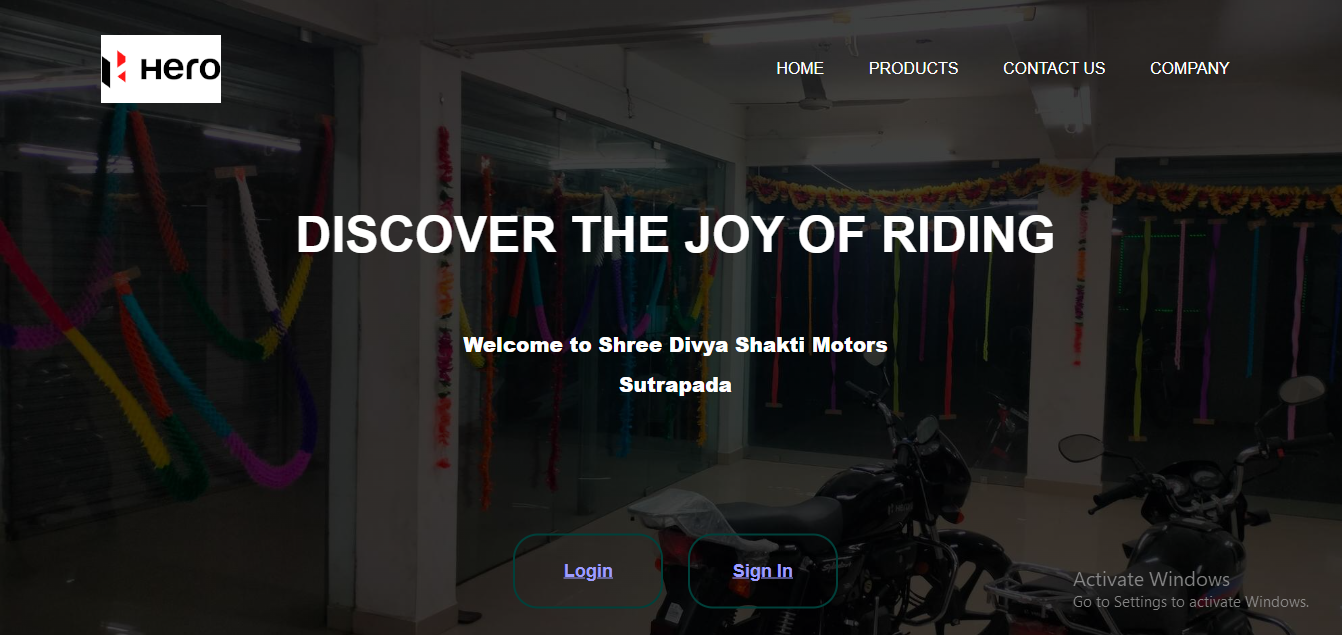 Hero
HOME PRODUCTS CONTACT US COMPANY
DISCOVER THE JOY OF RIDING
Welcome to Shree Divya Shakti Motors
Sutrapada
Login Sign In
Activate Windows
Go to Settings to activate Windows.